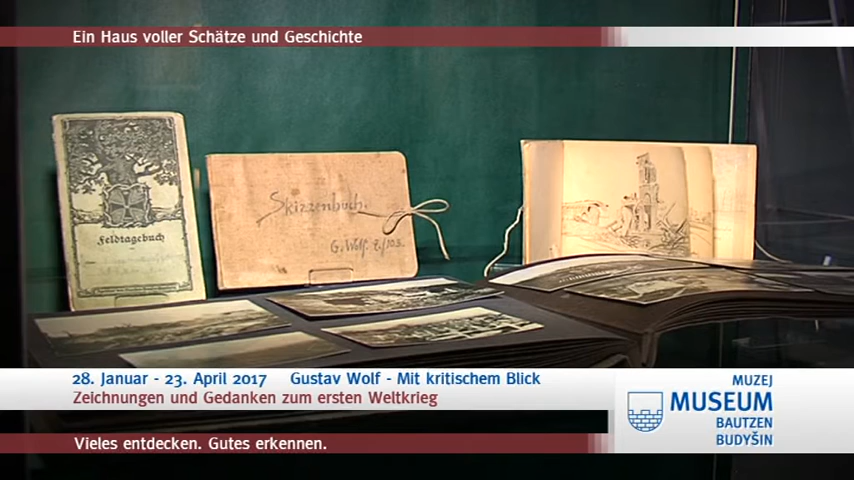 Ein Haus voller Schätze und Geschichte
Feldtagebuch
Skizzenbuch.
G. Wolf.
28. Januar - 23. April 2017 Gustav Wolf - Mit kritischem Blick
Zeichnungen und Gedanken zum ersten Weltkrieg
MUZEJ
MUSEUM
BAUTZEN
BUDYŠIN
Vieles entdecken. Gutes erkennen.